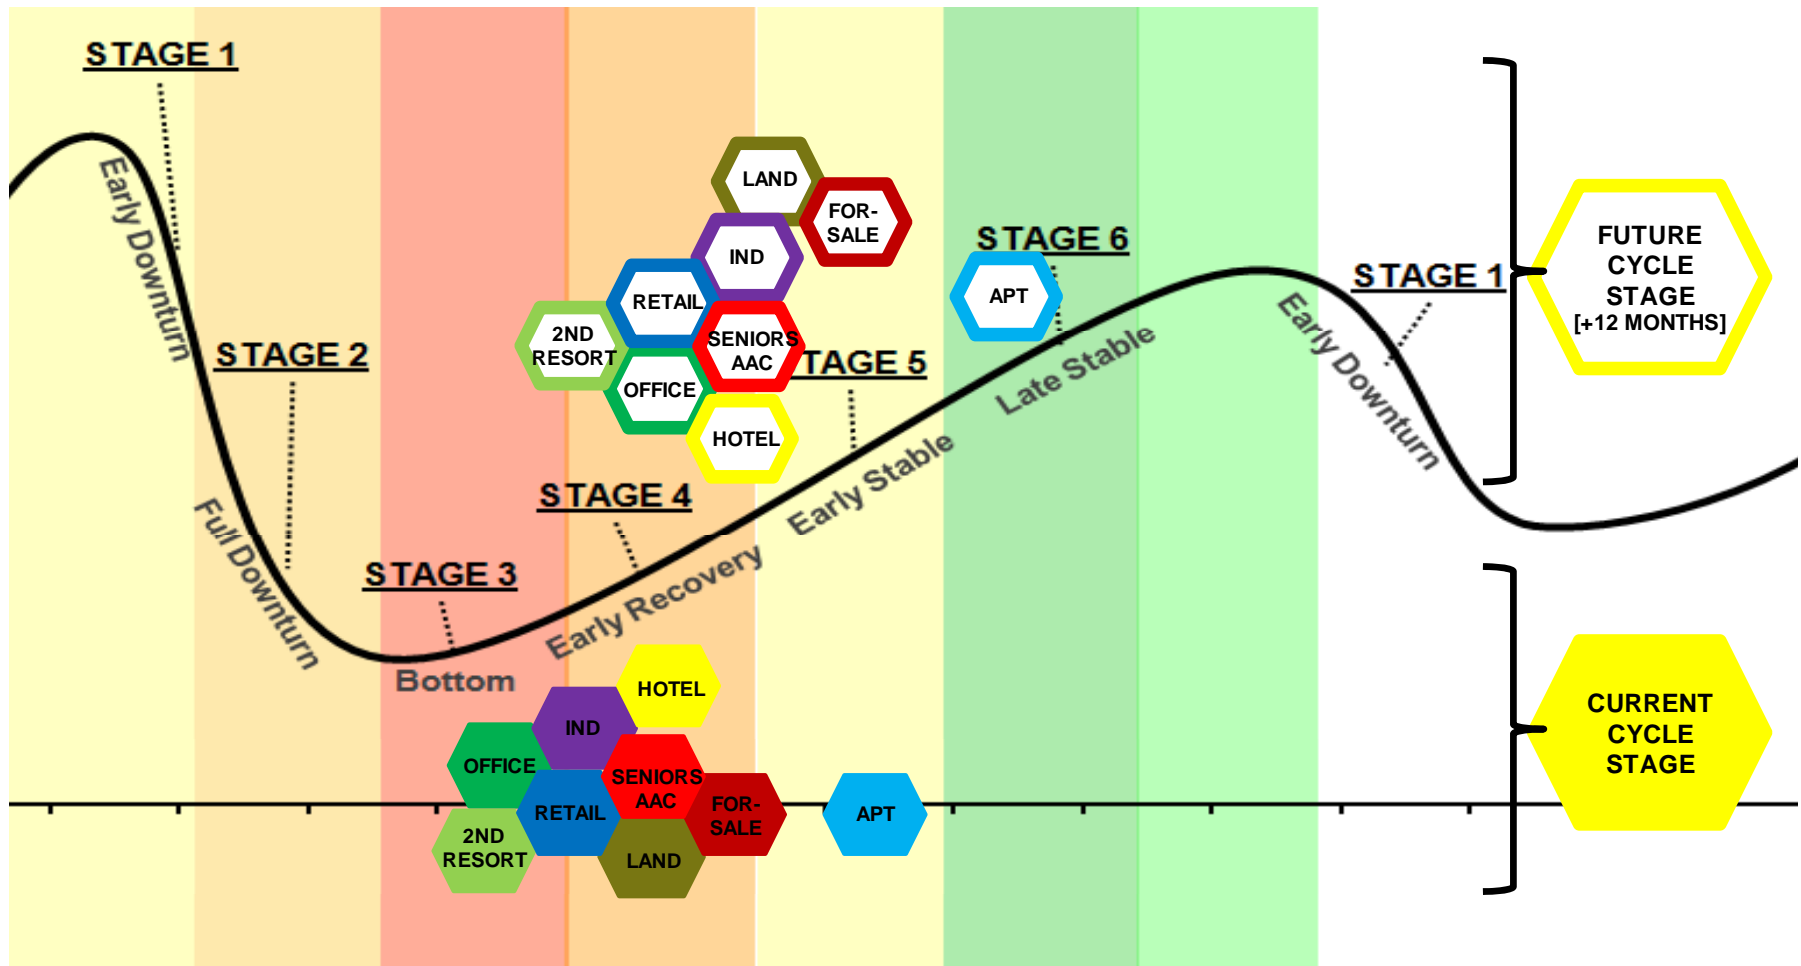 STAGE 1
Early Downturn
STAGE 2
Full Downturn
STAGE 3
Bottom
STAGE 4
Early Recovery
TAGE 5
Early Stable
STAGE 6
Late Stable
STAGE 1
Early Downturn
LAND
FOR-
SALE
IND
RETAIL
2ND
RESORT
SENIORS
AAC
OFFICE
HOTEL
APT
FUTURE
CYCLE
STAGE
[+12 MONTHS]
HOTEL
IND
OFFICE
SENIORS
AAC
RETAIL
FOR-
SALE
APT
2ND
RESORT
LAND
CURRENT
CYCLE
STAGE